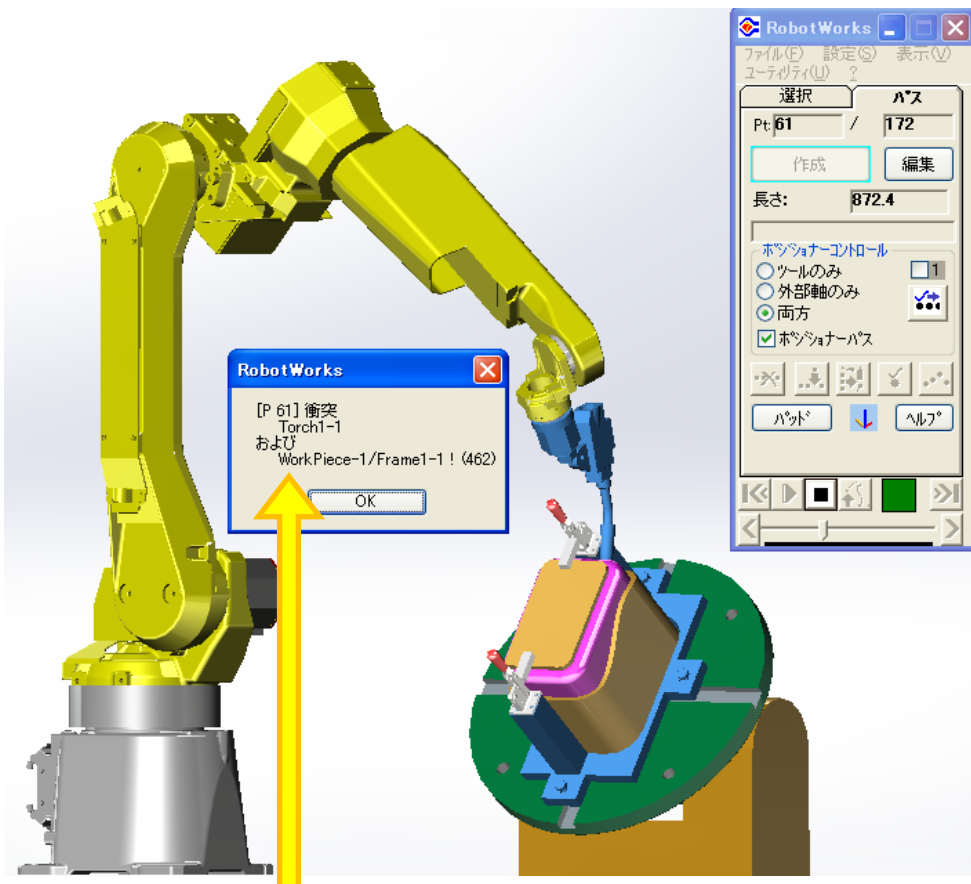 RobotWorks
ファイル(F) 設定(S) 表示(V)
ユーティリティ(U) ?
選択 パス
Pt: 61 / 172
作成 編集
長さ: 872.4
ポジショナーコントロール
ツールのみ 1
外部軸のみ
両方
ポジショナーパス
パッド ヘルプ
RobotWorks
[P 61] 衝突
Torch1-1
および
WorkPiece-1/Frame1-1 ! (462)
OK